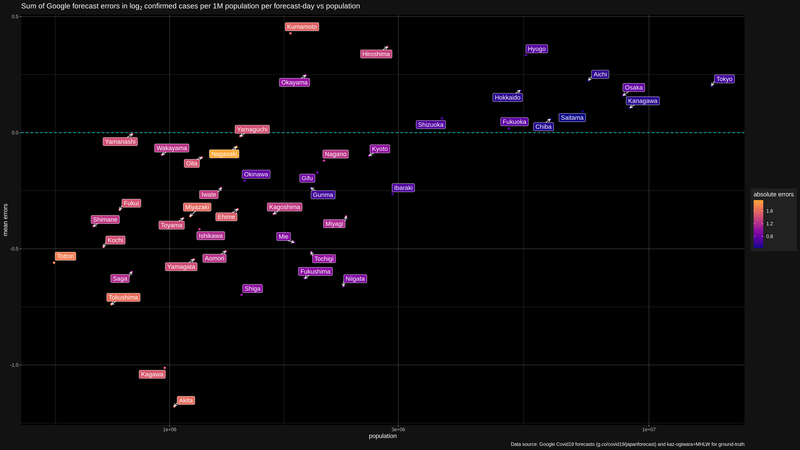 Sum of Google forecast errors in log2 confirmed cases per 1M population per forecast-day vs population
0.5
Kumamoto
Hyogo
Hiroshima
Aichi
Tokyo
Okayama
Osaka
Hokkaido
Kanagawa
Saitama
Fukuoka
Shizuoka
Chiba
Yamaguchi
0.0
Yamanashi
Wakayama
Kyoto
Nagasaki
Nagano
Oita
Okinawa
Gifu
Ibaraki
Iwate
Gunma
Fukui
Miyazaki
Kagoshima
Ehime
Shimane
Toyama
Miyagi
Ishikawa
Mie
Kochi
-0.5
Tottori
Aomori
Tochigi
Yamagata
Fukushima
Saga
Niigata
Shiga
Tokushima
-1.0
Kagawa
Akita
mean errors
absolute errors
1.6
1.2
0.8
1e+06
3e+06
1e+07
population
Data source: Google Covid19 forecasts (g.co/covid19/japanforecast) and kaz-ogiwara+MHLW for ground-truth